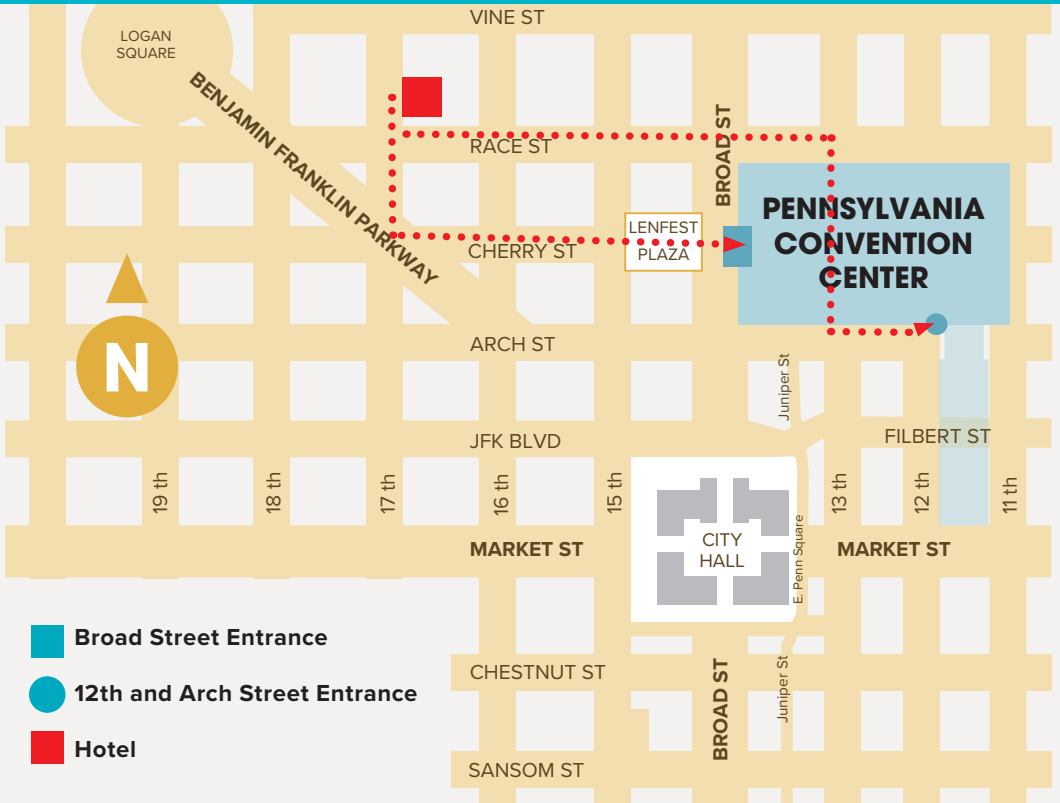 VINE ST
LOGAN
SQUARE
BENJAMIN FRANKLIN PARKWAY
BROAD ST
RACE ST
PENNSYLVANIA
CONVENTION
CENTER
LENFEST
PLAZA
CHERRY ST
N
ARCH ST
Juniper St
JFK BLVD
FILBERT ST
19 th
18 th
17 th
16 th
15 th
13 th
12 th
11 th
MARKET ST
CITY
HALL
E. Penn Square
MARKET ST
Broad Street Entrance
12th and Arch Street Entrance
Hotel
CHESTNUT ST
BROAD ST
Juniper St
SANSOM ST